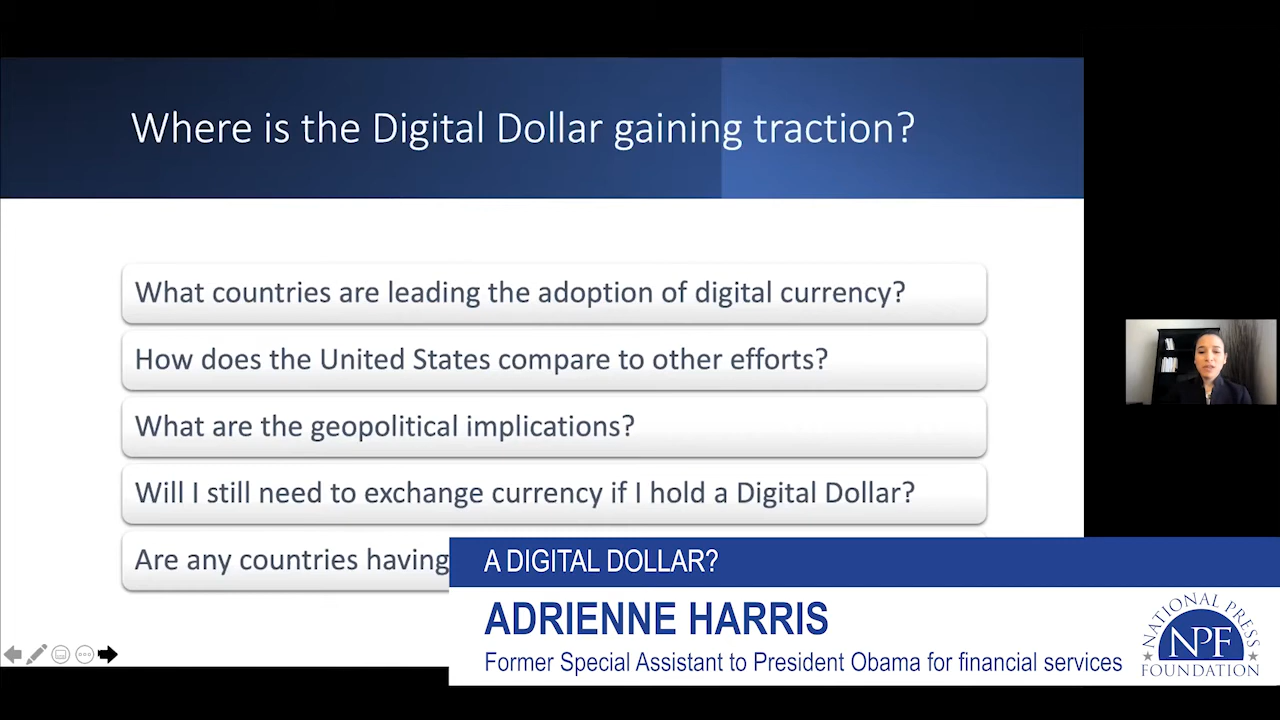 Where is the Digital Dollar gaining traction?
What countries are leading the adoption of digital currency?
How does the United States compare to other efforts?
What are the geopolitical implications?
Will I still need to exchange currency if I hold a Digital Dollar?
Are any countries having
A DIGITAL DOLLAR?
ADRIENNE HARRIS
Former Special Assistant to President Obama for financial services
NATIONAL PRESS
NPF
FOUNDATION